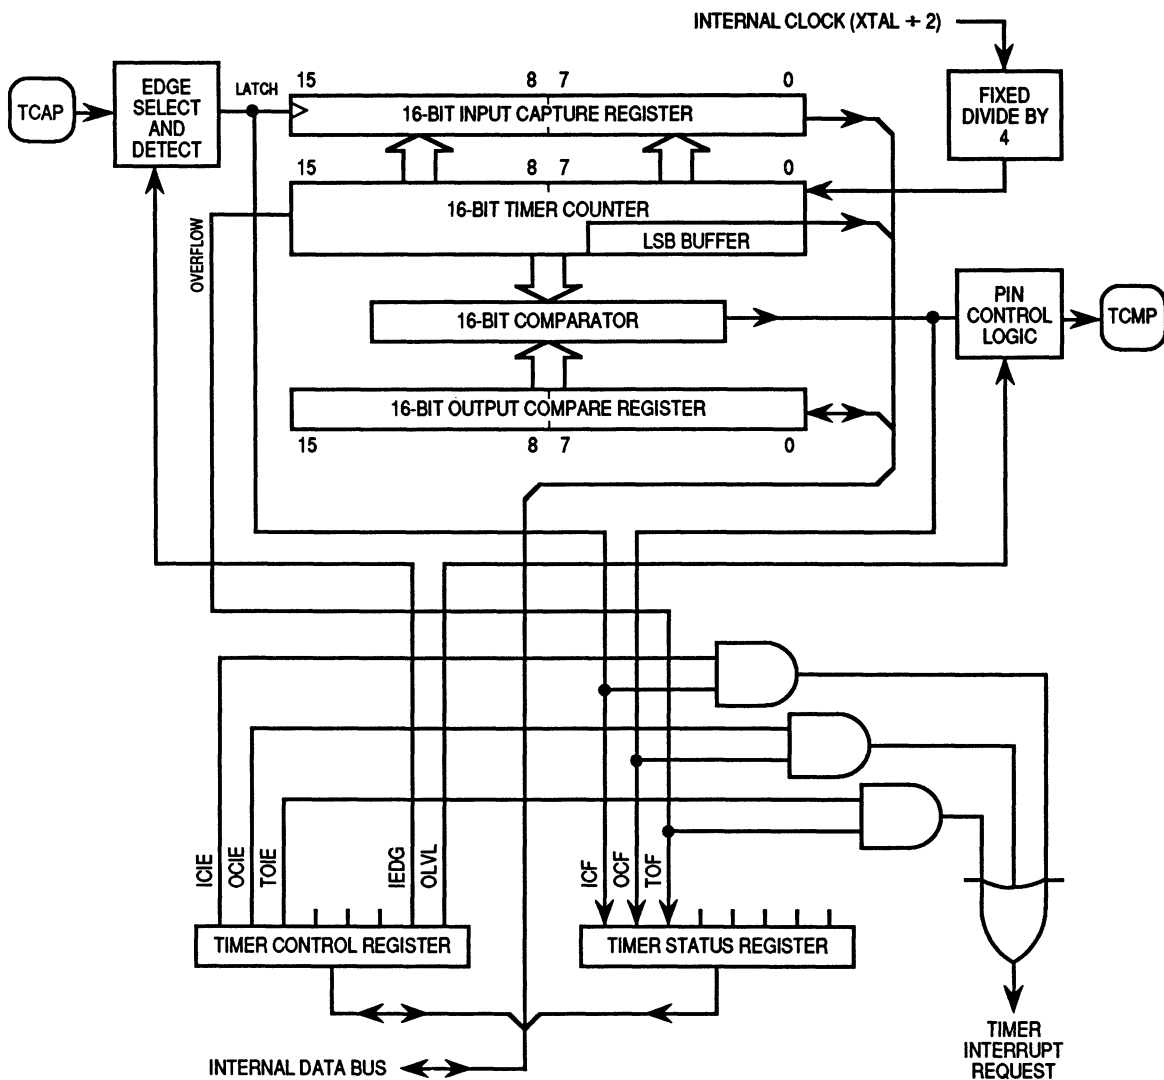 INTERNAL CLOCK (XTAL ÷ 2)
TCAP
EDGE
SELECT
AND
DETECT
LATCH
15 8 7 0
16-BIT INPUT CAPTURE REGISTER
FIXED
DIVIDE BY
4
15 8 7 0
16-BIT TIMER COUNTER
LSB BUFFER
OVERFLOW
16-BIT COMPARATOR
PIN
CONTROL
LOGIC
TCMP
16-BIT OUTPUT COMPARE REGISTER
15 8 7 0
ICIE
OCIE
TOIE
IEDG
OLVL
ICF
OCF
TOF
TIMER CONTROL REGISTER
TIMER STATUS REGISTER
INTERNAL DATA BUS
TIMER
INTERRUPT
REQUEST